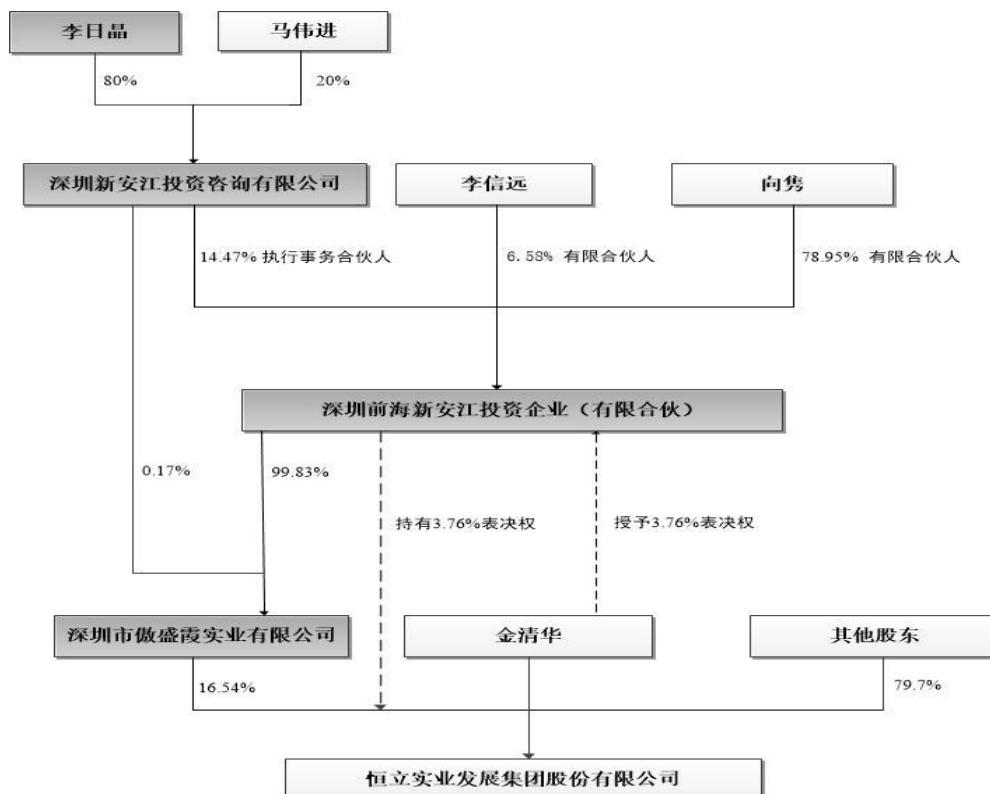 李日晶
马伟进
80%
20%
深圳新安江投资咨询有限公司
李信远
向隽
14.47% 执行事务合伙人
6.58% 有限合伙人
78.95% 有限合伙人
深圳前海新安江投资企业（有限合伙）
0.17%
99.83%
持有3.76%表决权
授予3.76%表决权
深圳市傲盛霞实业有限公司
金清华
其他股东
16.54%
79.7%
恒立实业发展集团股份有限公司